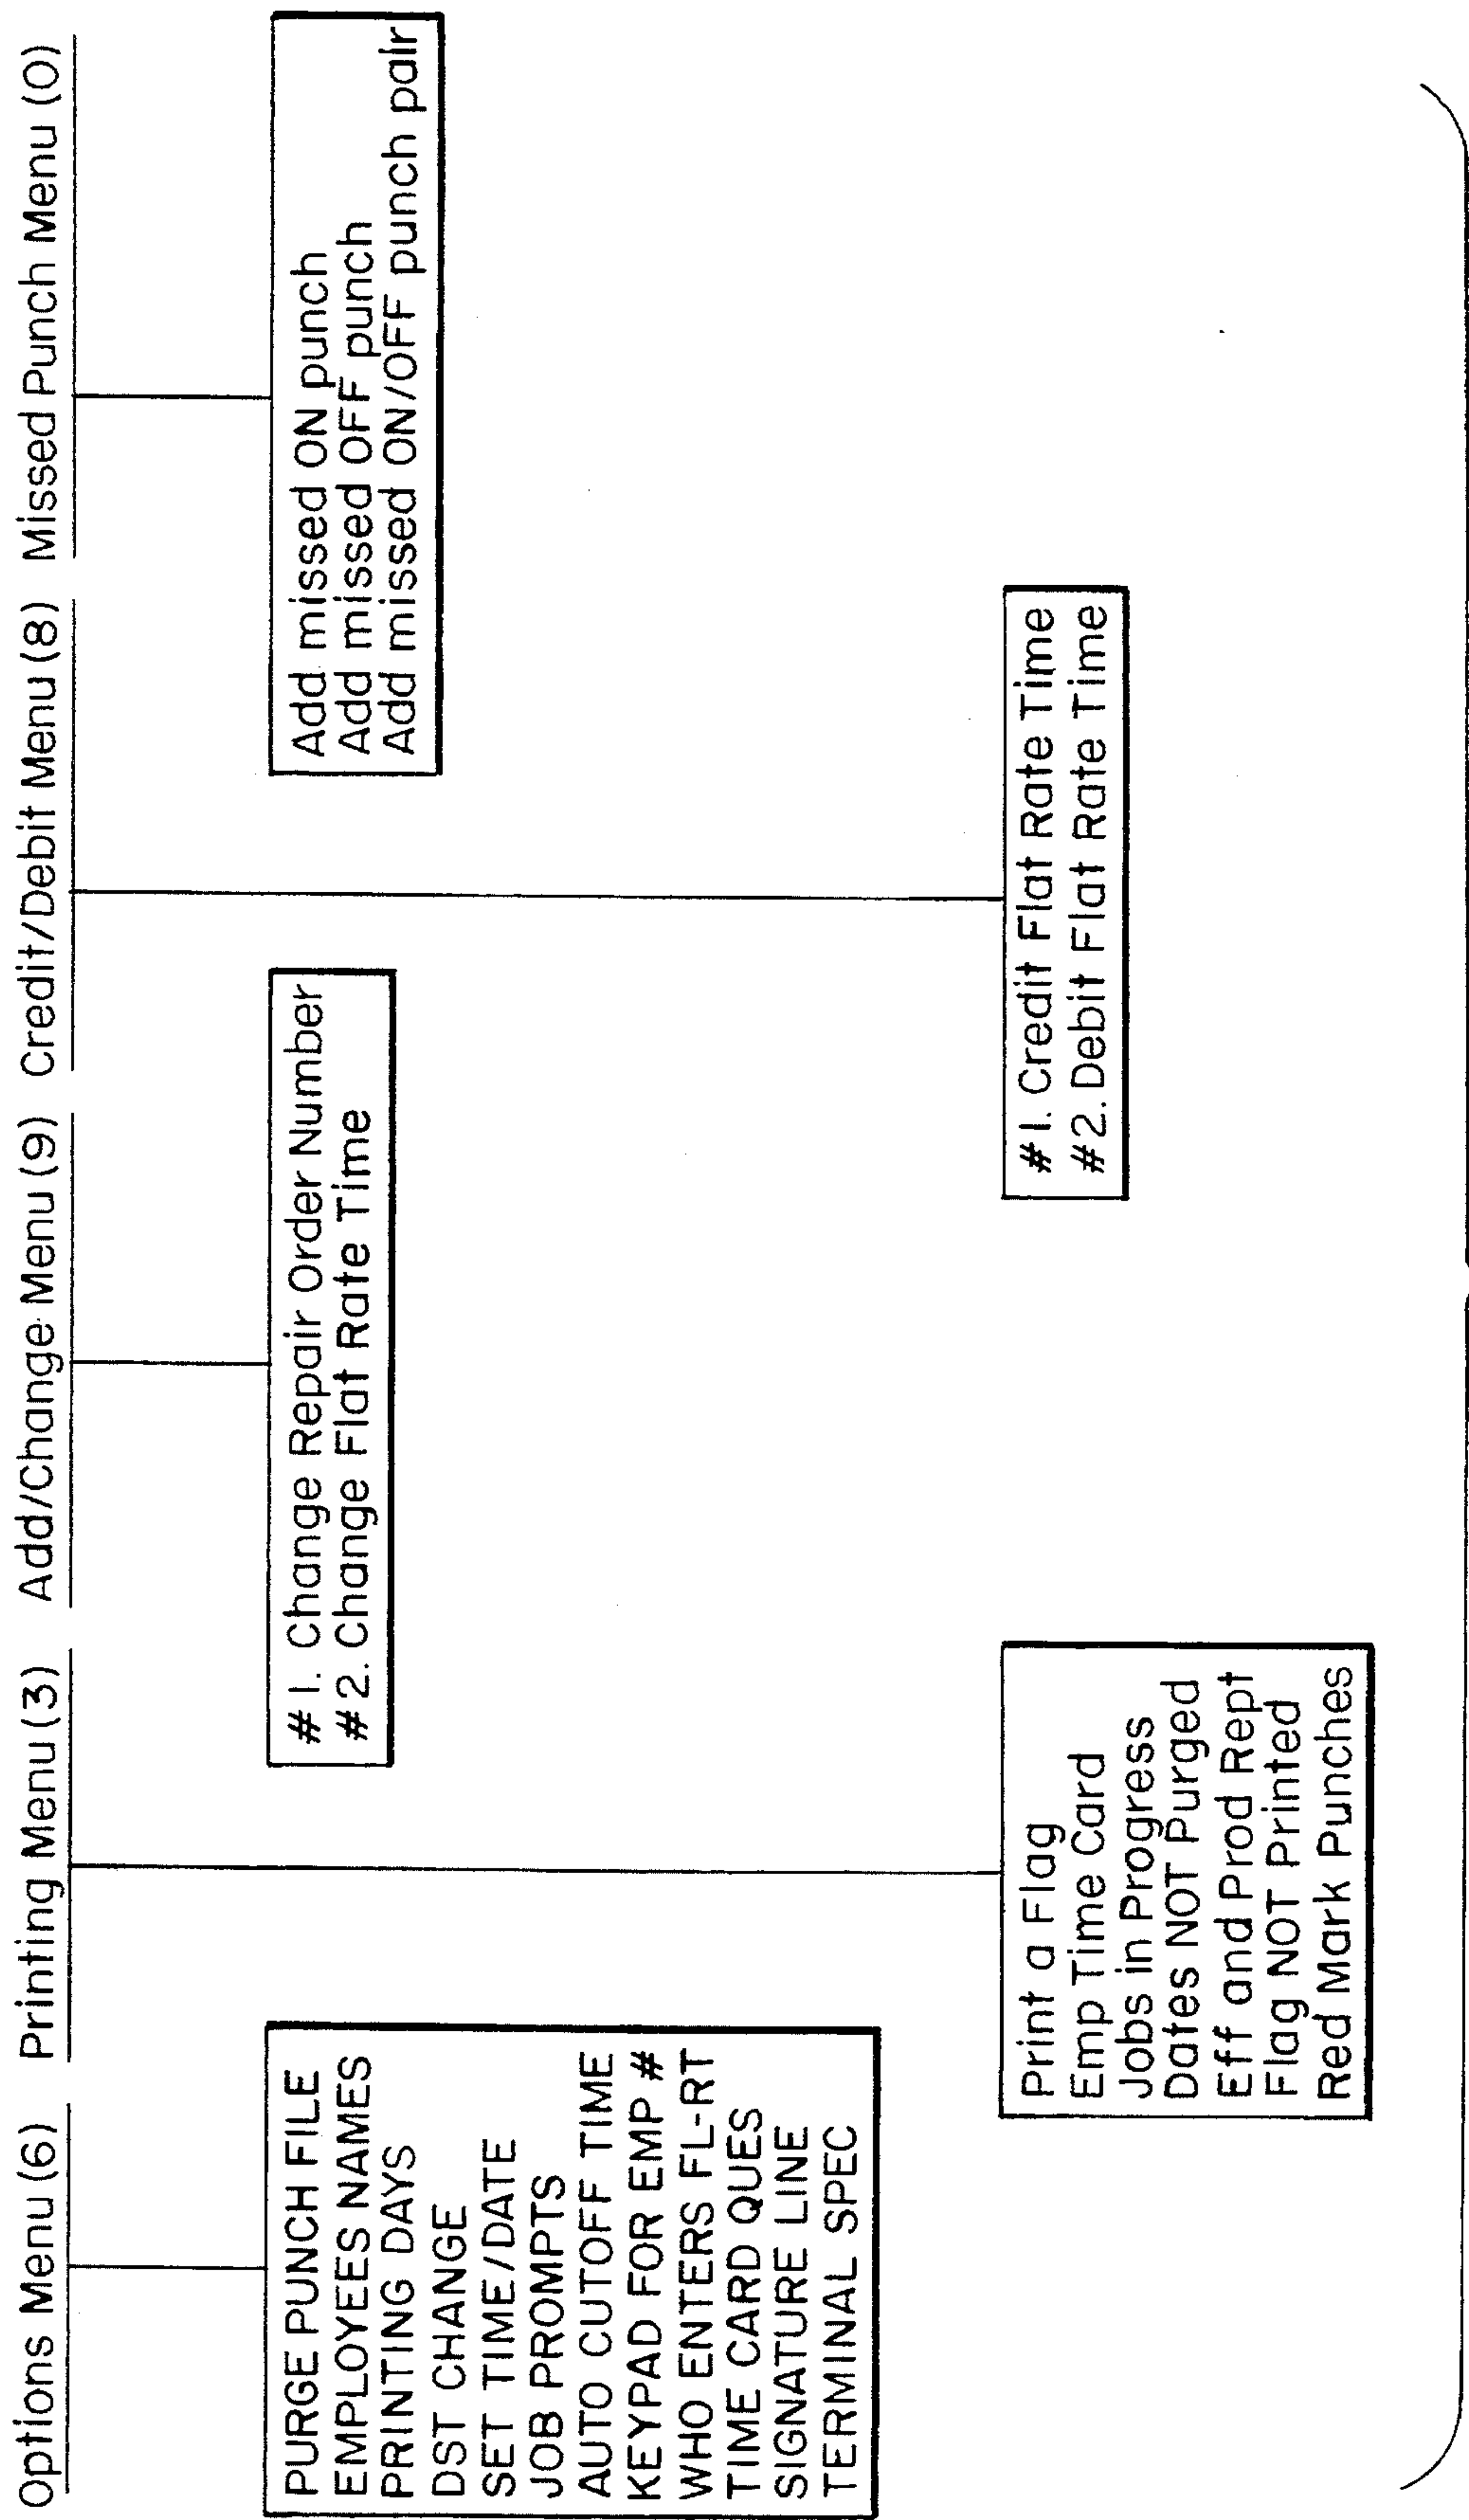 Options Menu (6)
Printing Menu (3)
Add/Change Menu (9)
Credit/Debit Menu (8)
Missed Punch Menu (0)
PURGE PUNCH FILE
EMPLOYEES NAMES
PRINTING DAYS
DST CHANGE
SET TIME/DATE
JOB PROMPTS
AUTO CUTOFF TIME
KEYPAD FOR EMP #
WHO ENTERS FL-RT
TIME CARD QUES
SIGNATURE LINE
TERMINAL SPEC
#1. Change Repair Order Number
#2. Change Flat Rate Time
Add missed ON punch
Add missed OFF punch
Add missed ON/OFF punch pair
Print a Flag
Emp Time Card
Jobs in Progress
Dates NOT Purged
Eff and Prod Rept
Flag NOT Printed
Red Mark Punches
#1. Credit Flat Rate Time
#2. Debit Flat Rate Time